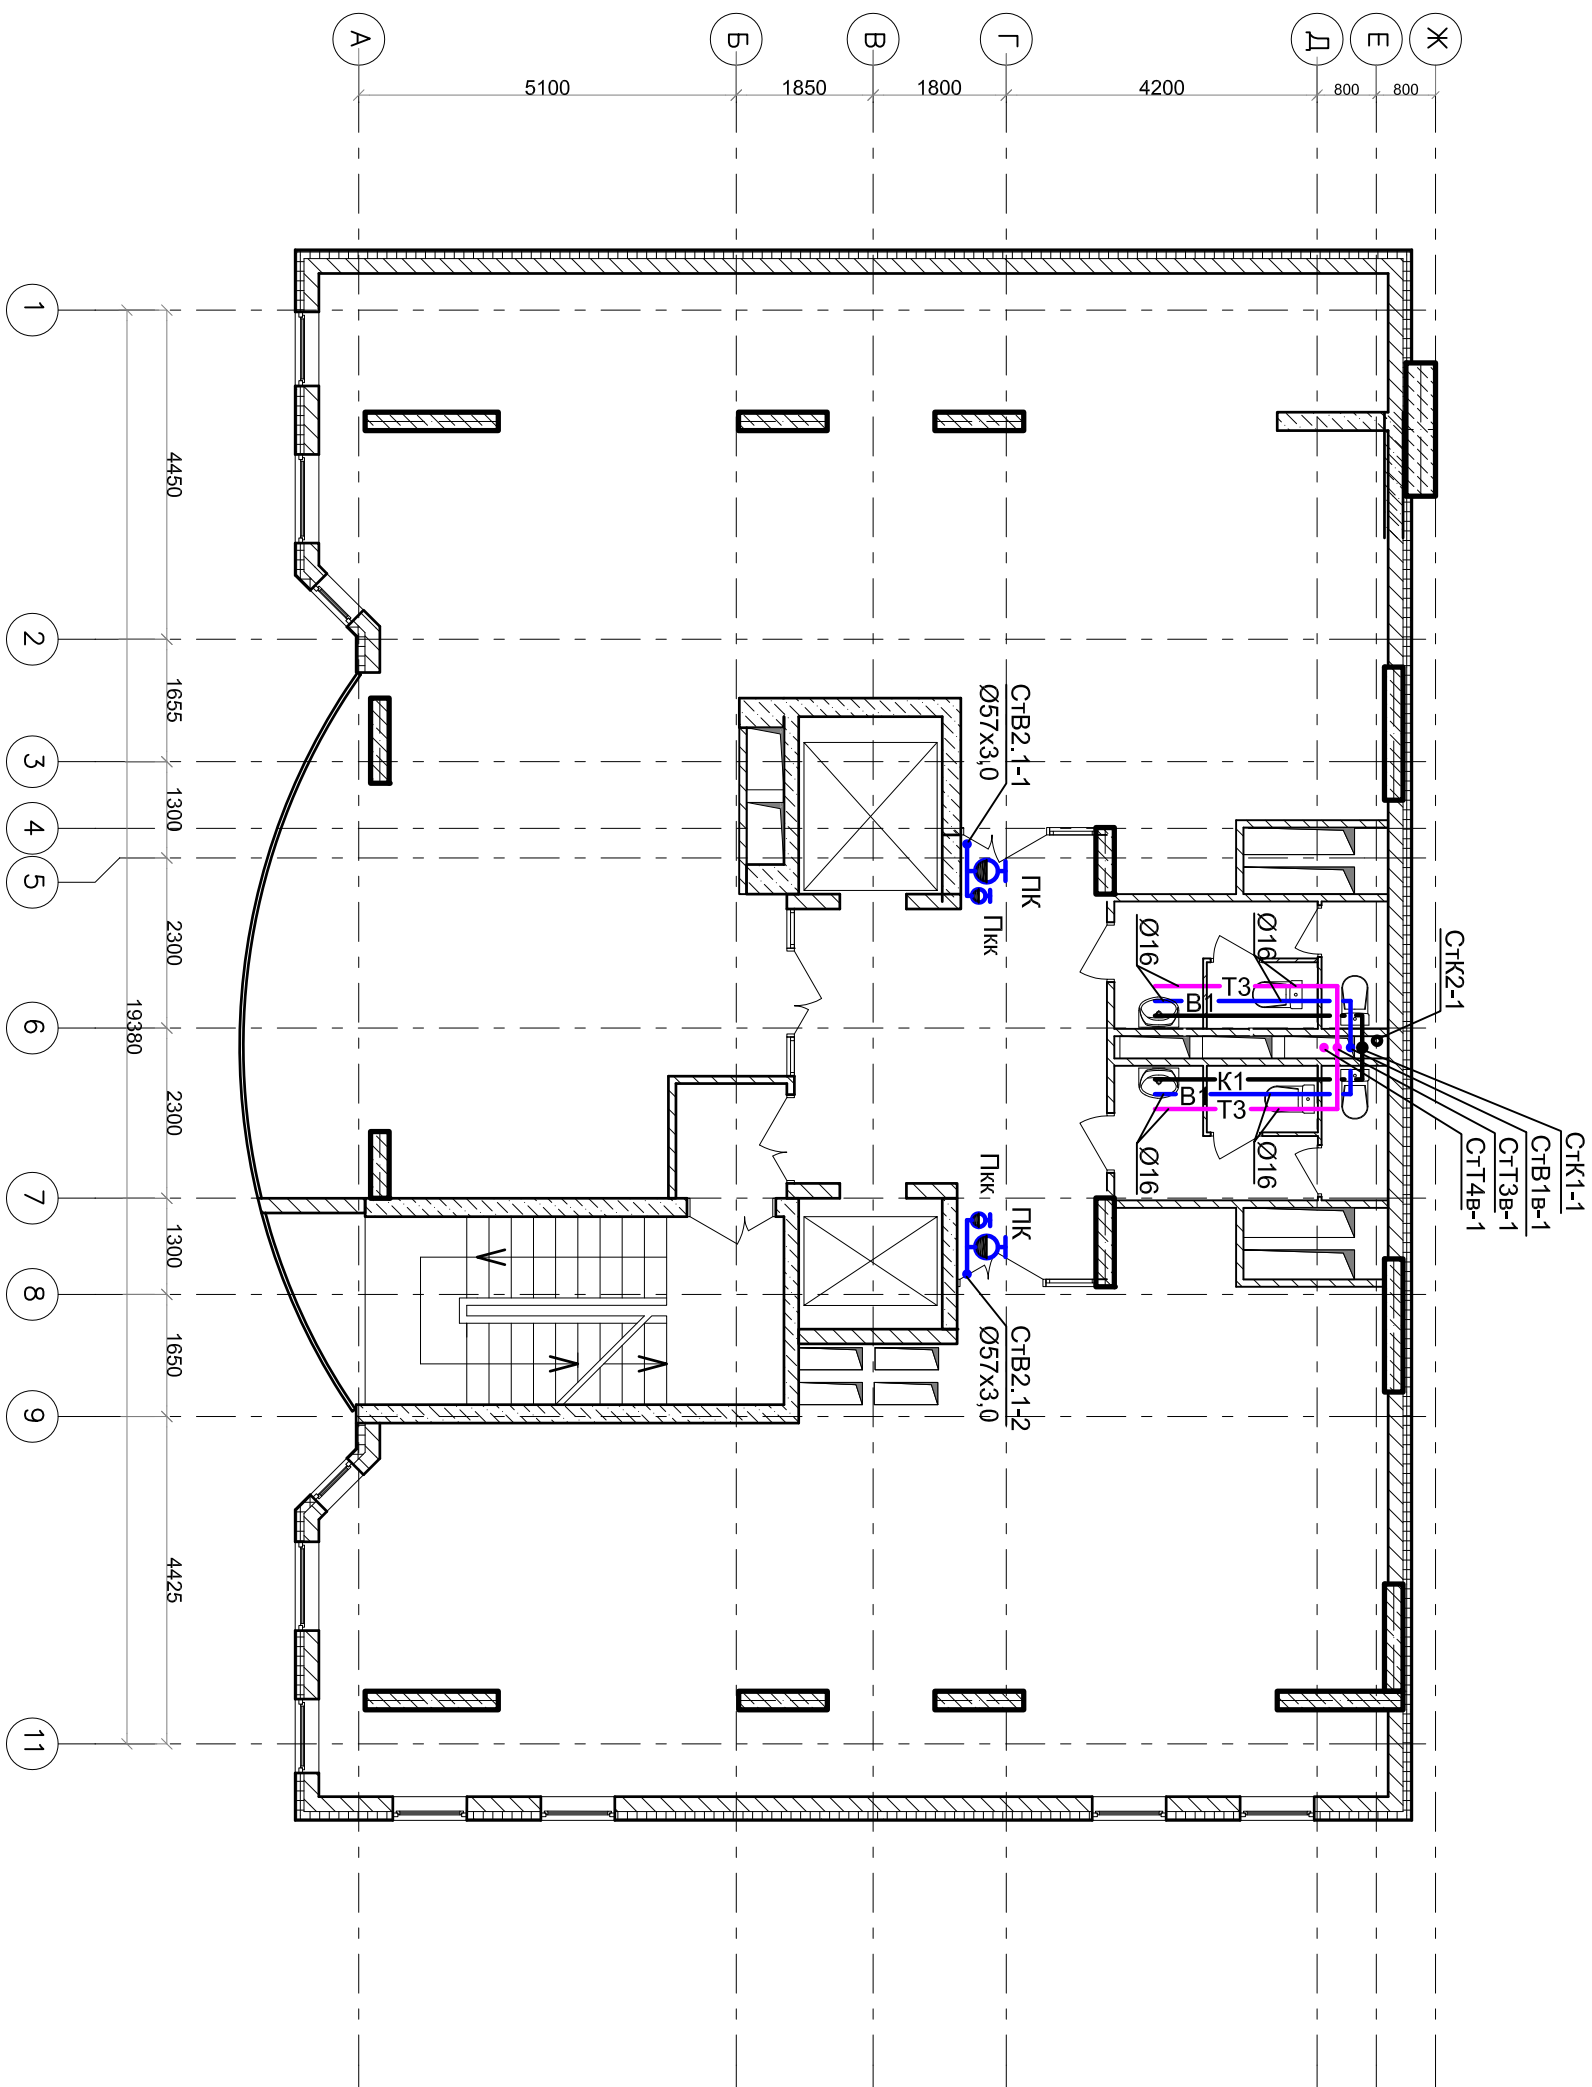 А
Б
В
Г
Д
Е
Ж
5100
1850
1800
4200
800
800
1
2
3
4
5
6
7
8
9
11
4450
1655
1300
2300
2300
1300
1650
4425
19380
СтВ2.1-1
Ø57х3,0
ПК
Пкк
Ø16
Ø16
Т3
В1
К1
В1
Т3
Ø16
Ø16
СтК2-1
СтК1-1
СтВ1в-1
СтТ3в-1
СтТ4в-1
Пкк
ПК
СтВ2.1-2
Ø57х3,0